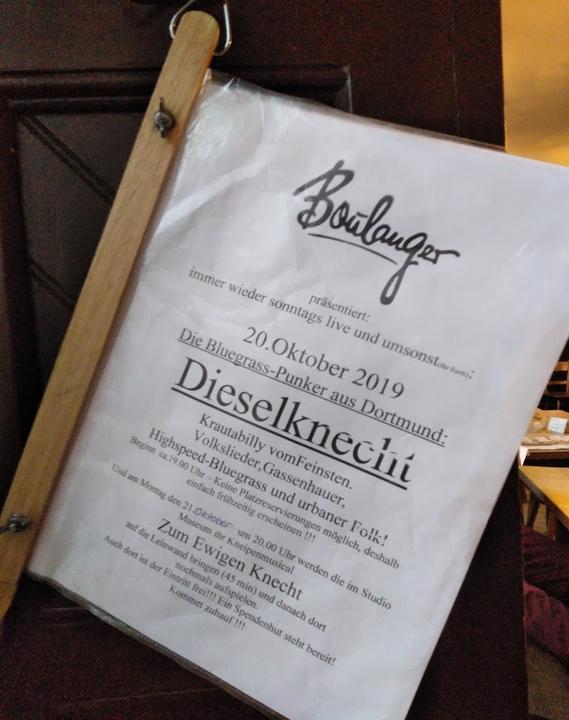 Boulanger
präsentiert:
immer wieder sonntags live und umsonst :
20.Oktober 2019
Die Bluegrass-Punker aus Dortmund:
Dieselknecht
Krautabilly vomFeinsten.
Volkslieder,Gassenhauer,
Highspeed-Bluegrass und urbaner Folk!
Beginn ca.19.00 Uhr – Keine Platzreservierungen möglich, deshalb
einfach frühzeitig erscheinen !!!
Und am Montag den 21.Oktober um 20.00 Uhr werden die im Studio
Museum ihr Kneipenmusical
Zum Ewigen Knecht
auf die Leinwand bringen (45 min) und danach dort
nochmals aufspielen.
Auch dort ist der Eintritt frei!!! Ein Spendenhut steht bereit!
Kommet zuhauf !!!